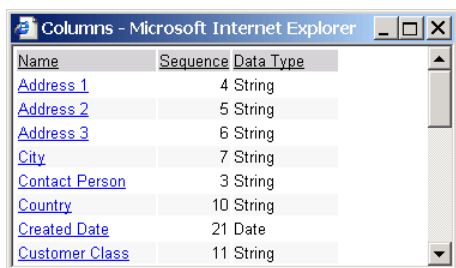 Columns - Microsoft Internet Explorer
Name Sequence Data Type
Address 1 4 String
Address 2 5 String
Address 3 6 String
City 7 String
Contact Person 3 String
Country 10 String
Created Date 21 Date
Customer Class 11 String